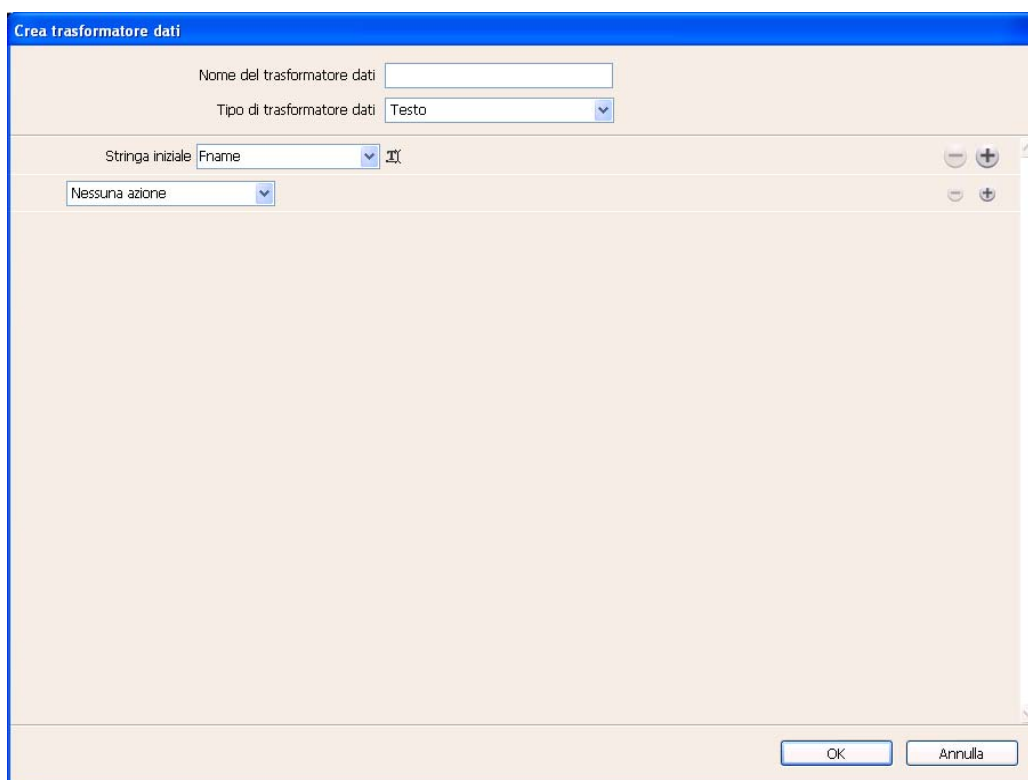 Crea trasformatore dati
Nome del trasformatore dati
Tipo di trasformatore dati Testo
Stringa iniziale Fname
Nessuna azione
OK Annulla